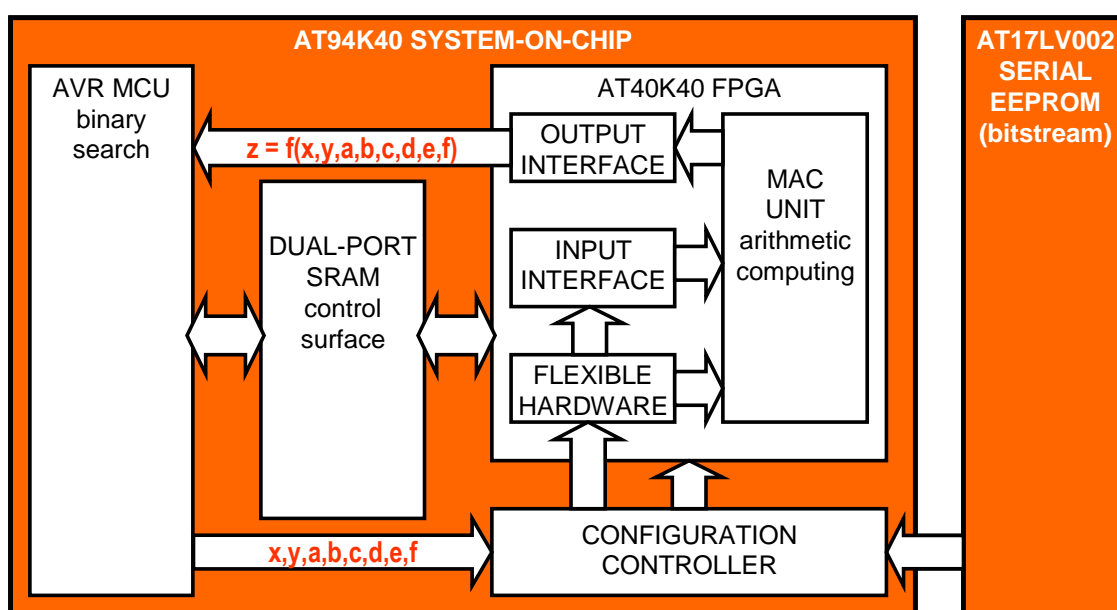 AT94K40 SYSTEM-ON-CHIP
AT17LV002
SERIAL
EEPROM
(bitstream)
AVR MCU
binary
search
z = f(x,y,a,b,c,d,e,f)
DUAL-PORT
SRAM
control
surface
AT40K40 FPGA
OUTPUT
INTERFACE
INPUT
INTERFACE
FLEXIBLE
HARDWARE
MAC
UNIT
arithmetic
computing
x,y,a,b,c,d,e,f
CONFIGURATION
CONTROLLER